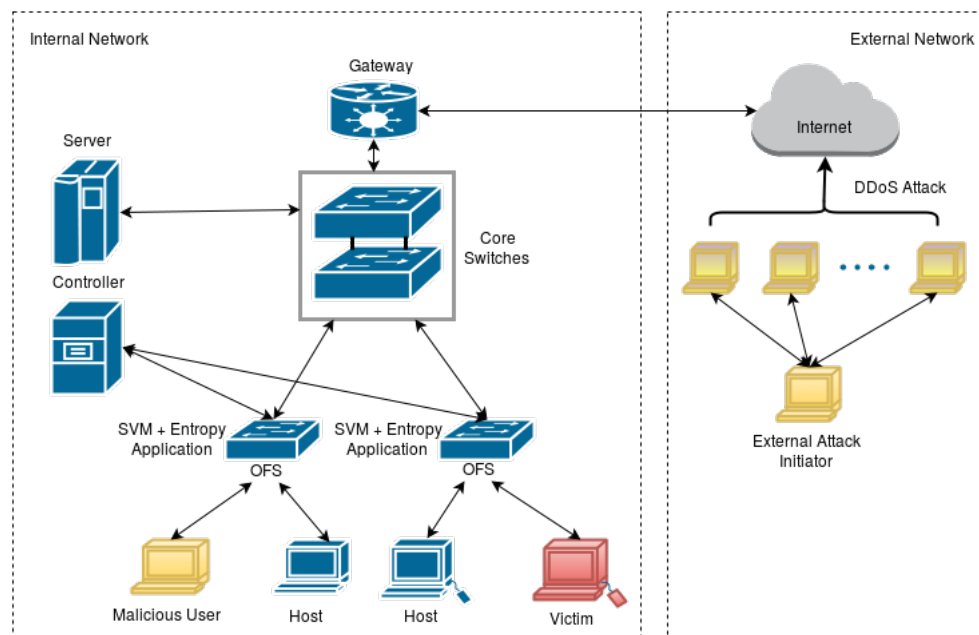 Internal Network
External Network
Gateway
Internet
Server
DDoS Attack
Core
Switches
Controller
SVM + Entropy
Application
OFS
SVM + Entropy
Application
OFS
External Attack
Initiator
Malicious User
Host
Host
Victim